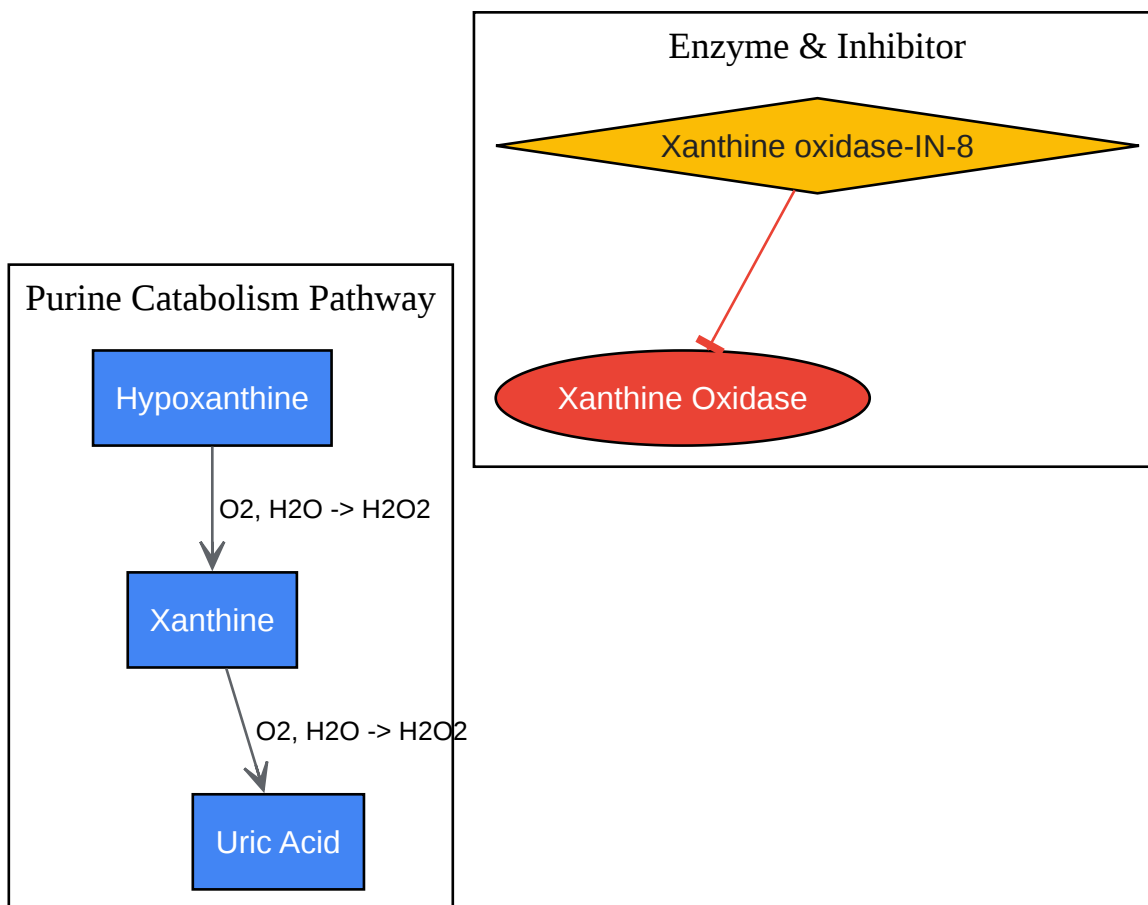 Enzyme & Inhibitor
Xanthine oxidase-IN-8
Xanthine Oxidase
Purine Catabolism Pathway
Hypoxanthine
O2, H2O -> H2O2
Xanthine
O2, H2O -> H2O2
Uric Acid